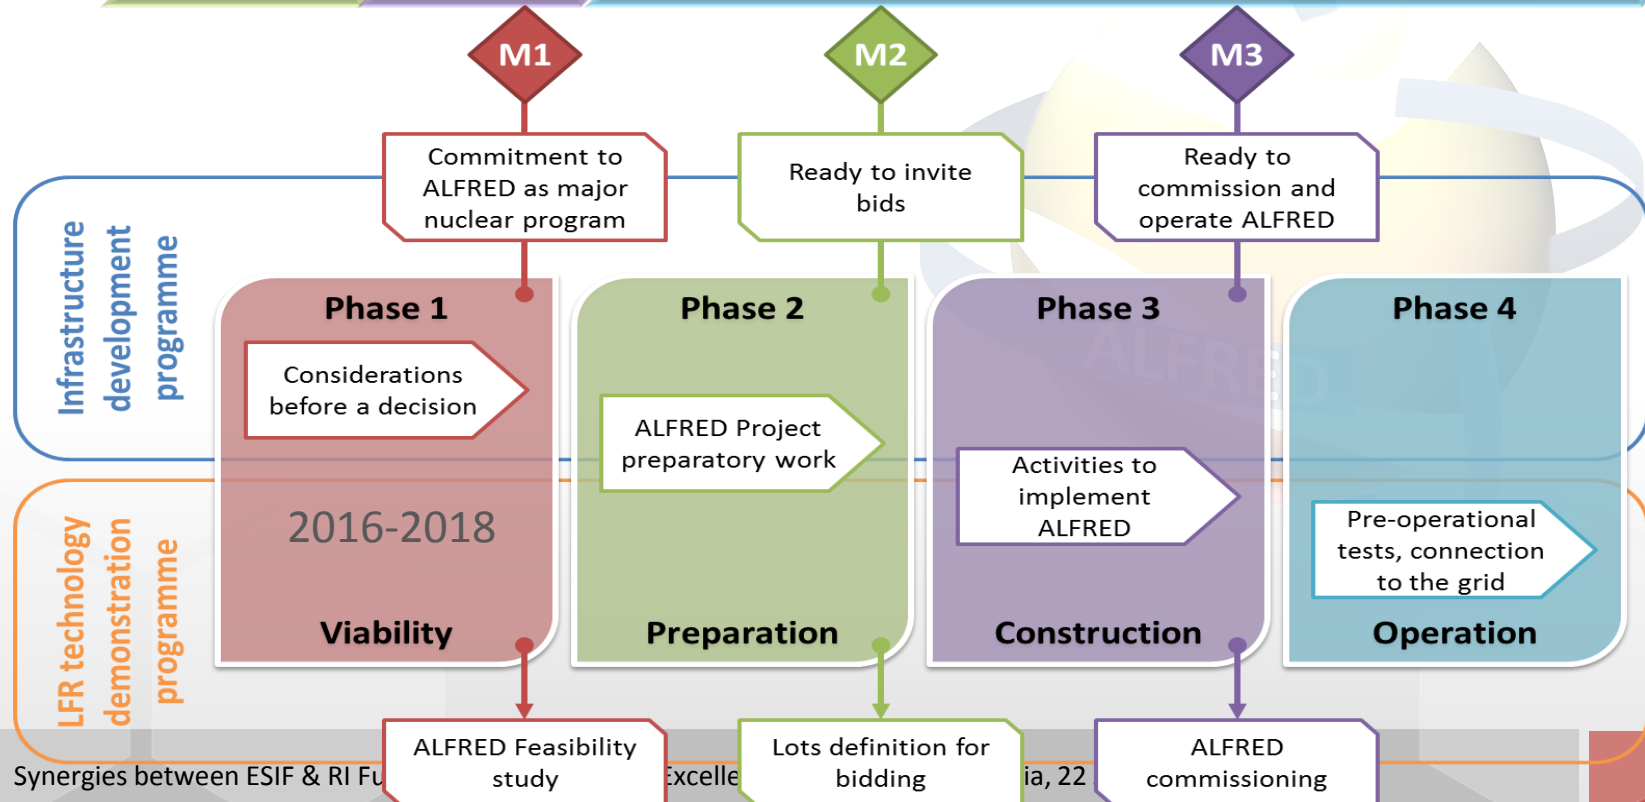 M1
M2
M3
Commitment to
ALFRED as major
nuclear program
Ready to invite
bids
Ready to
commission and
operate ALFRED
Infrastructure
development
programme
Phase 1
Phase 2
Phase 3
Phase 4
Considerations
before a decision
ALFRED Project
preparatory work
Activities to
implement
ALFRED
Pre-operational
tests, connection
to the grid
ALFRED
2016-2018
LFR technology
demonstration
programme
Viability
Preparation
Construction
Operation
ALFRED Feasibility
study
Lots definition for
bidding
ALFRED
commissioning
Synergies between ESIF & RI 22